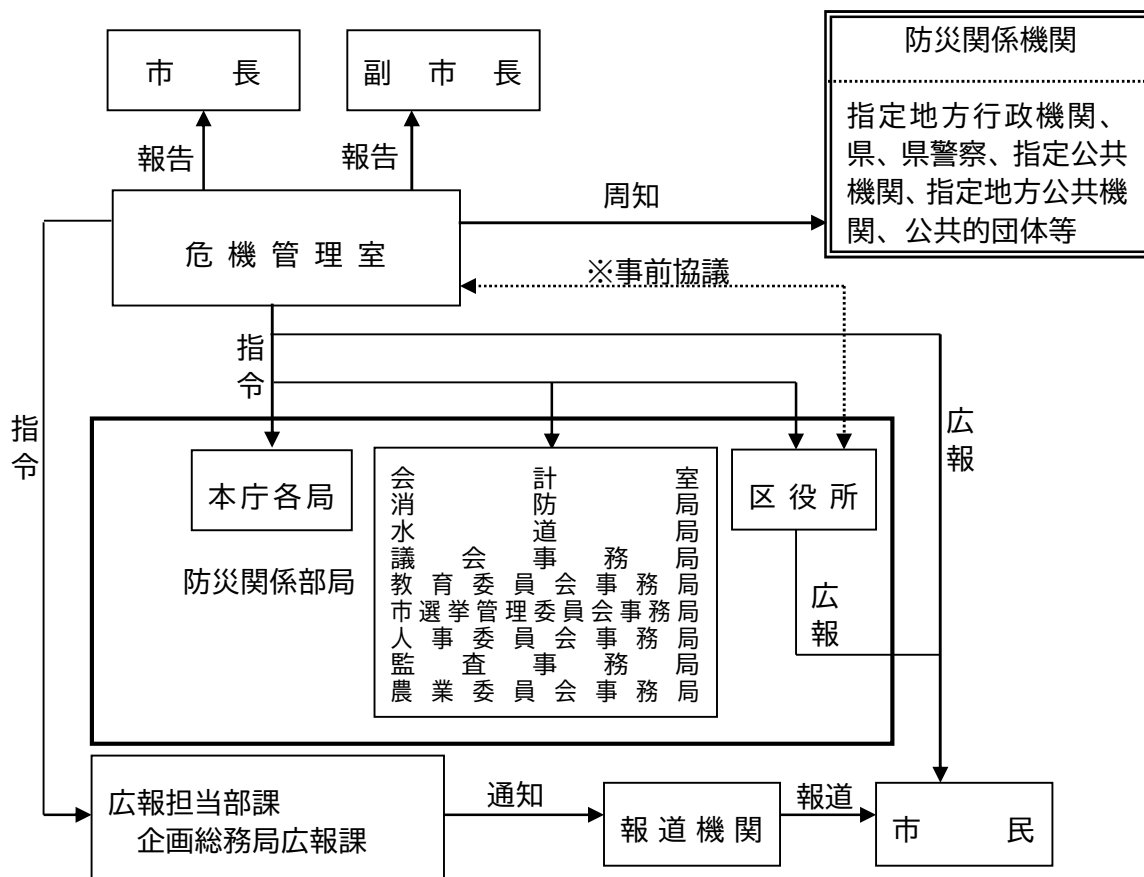 市長
副市長
防災関係機関
指定地方行政機関、
県、県警察、指定公共
機関、指定地方公共機
関、公共的団体等
報告
報告
周知
危機管理室
※事前協議
指令
指令
広報
本庁各局
会計室
消防局
水道局
議会事務局
教育委員会事務局
市選挙管理委員会事務局
人事委員会事務局
監査事務局
農業委員会事務局
区役所
防災関係部局
広報
広報担当部課
企画総務局広報課
通知
報道機関
報道
市民